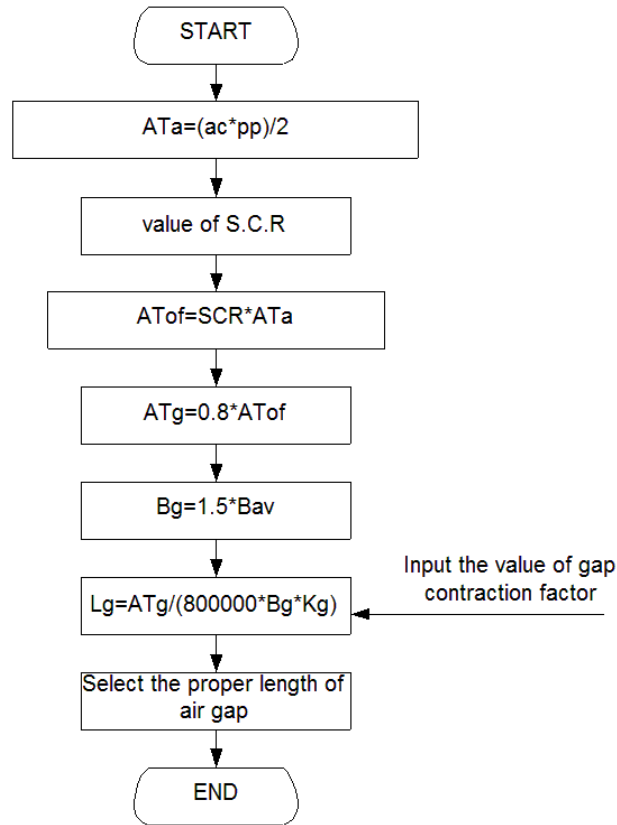 START
ATa=(ac*pp)/2
value of S.C.R
ATof=SCR*ATa
ATg=0.8*ATof
Bg=1.5*Bav
Input the value of gap
contraction factor
Lg=ATg/(800000*Bg*Kg)
Select the proper length of
air gap
END